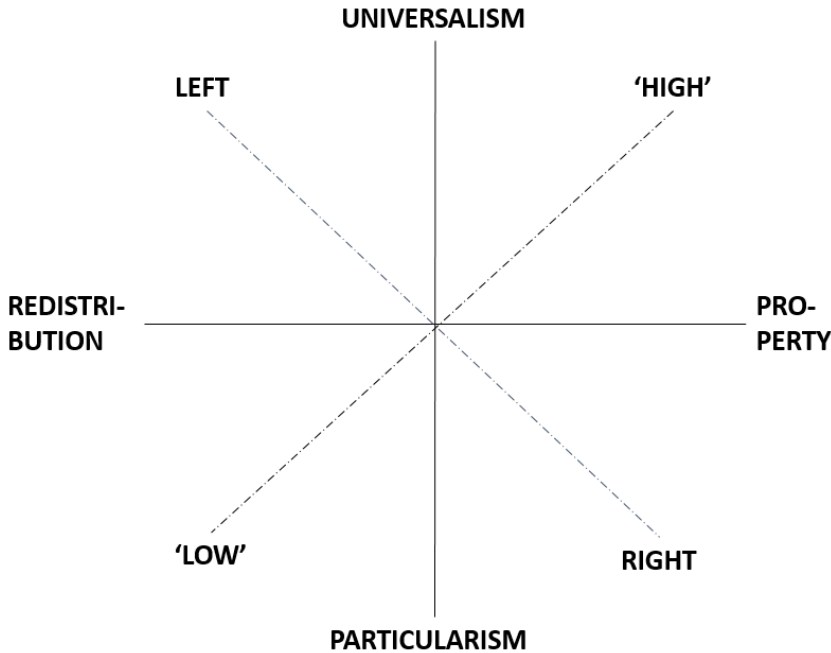 UNIVERSALISM
LEFT
‘HIGH’
REDISTRI-
BUTION
PRO-
PERTY
‘LOW’
RIGHT
PARTICULARISM